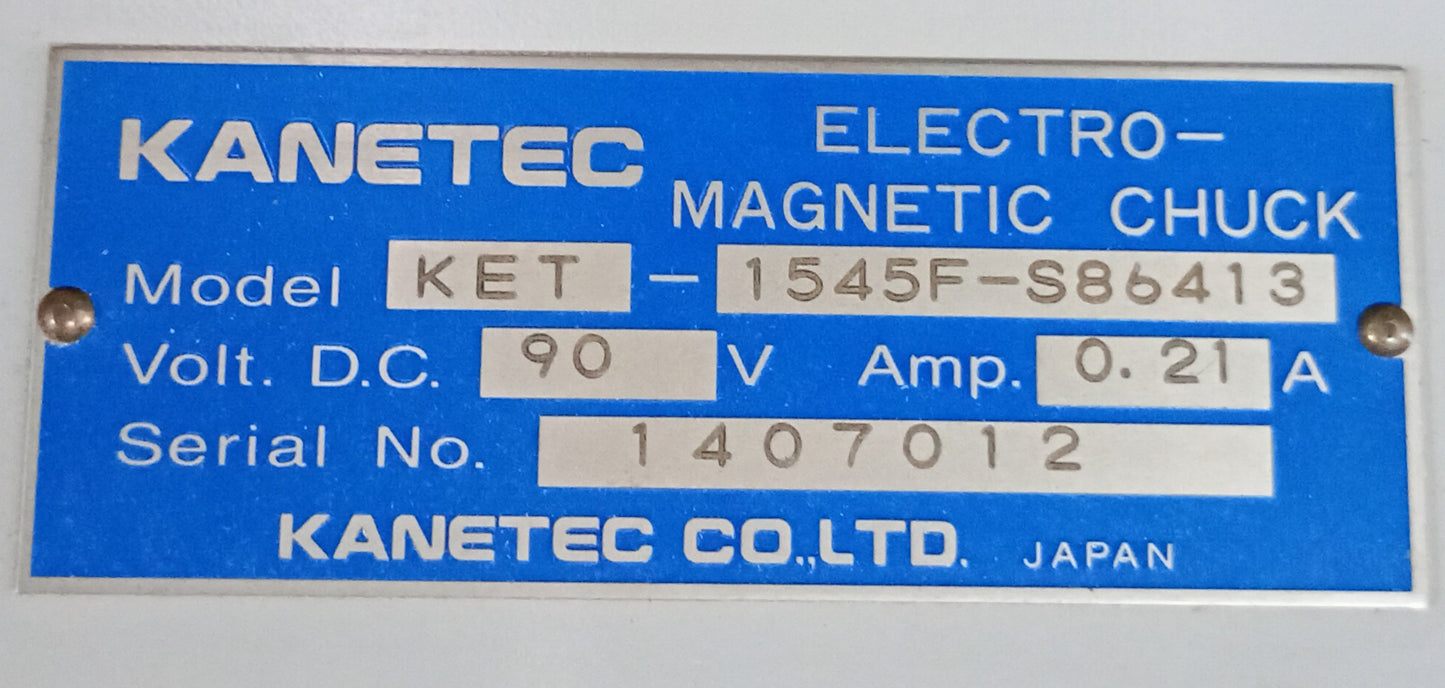 KANETEC ELECTRO-
MAGNETIC CHUCK
Model KET - 1545F-S86413
Volt. D.C. 90 V Amp. 0.21 A
Serial No. 1407012
KANETEC CO.,LTD. JAPAN